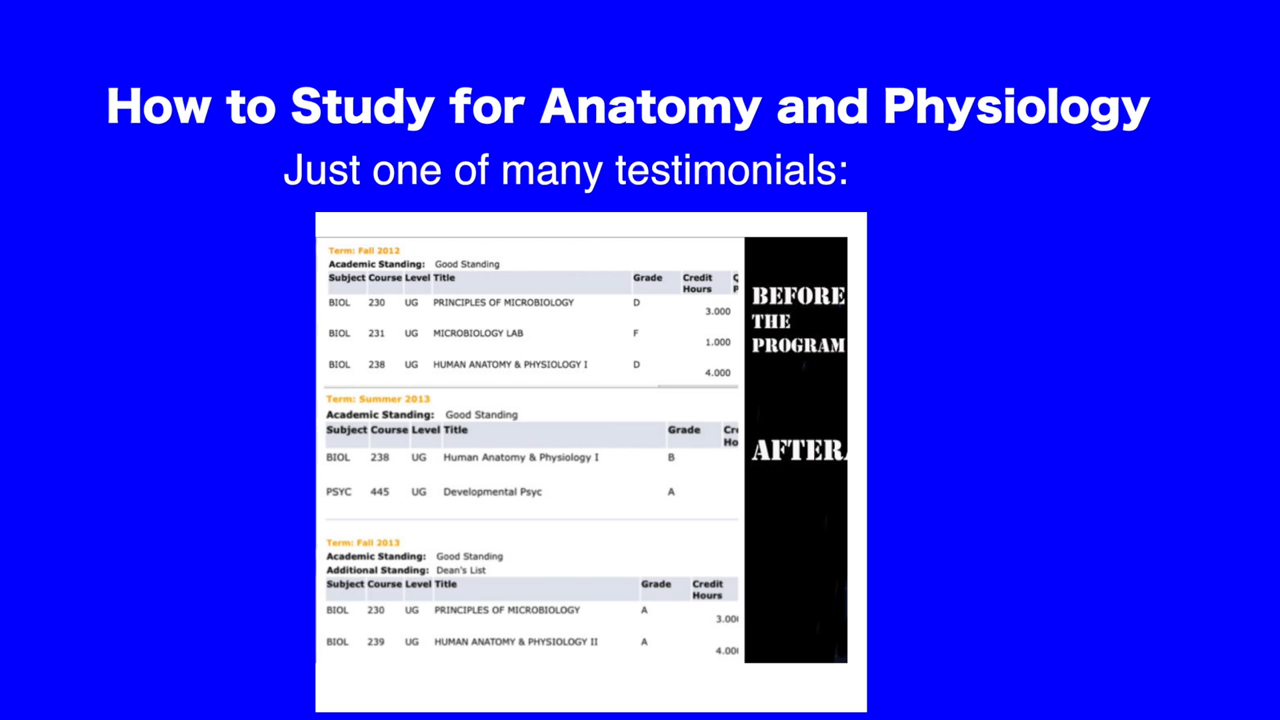 How to Study for Anatomy and Physiology
Just one of many testimonials:
Term: Fall 2012
Academic Standing: Good Standing
Subject Course Level Title Grade Credit Hours
BIOL 230 UG PRINCIPLES OF MICROBIOLOGY D 3.000
BIOL 231 UG MICROBIOLOGY LAB F 1.000
BIOL 238 UG HUMAN ANATOMY & PHYSIOLOGY I D 4.000
BEFORE
THE
PROGRAM
Term: Summer 2013
Academic Standing: Good Standing
Subject Course Level Title Grade
BIOL 238 UG Human Anatomy & Physiology I B
PSYC 445 UG Developmental Psyc A
AFTER
Term: Fall 2013
Academic Standing: Good Standing
Additional Standing: Dean's List
Subject Course Level Title Grade Credit Hours
BIOL 230 UG PRINCIPLES OF MICROBIOLOGY A 3.00
BIOL 239 UG HUMAN ANATOMY & PHYSIOLOGY II A 4.00